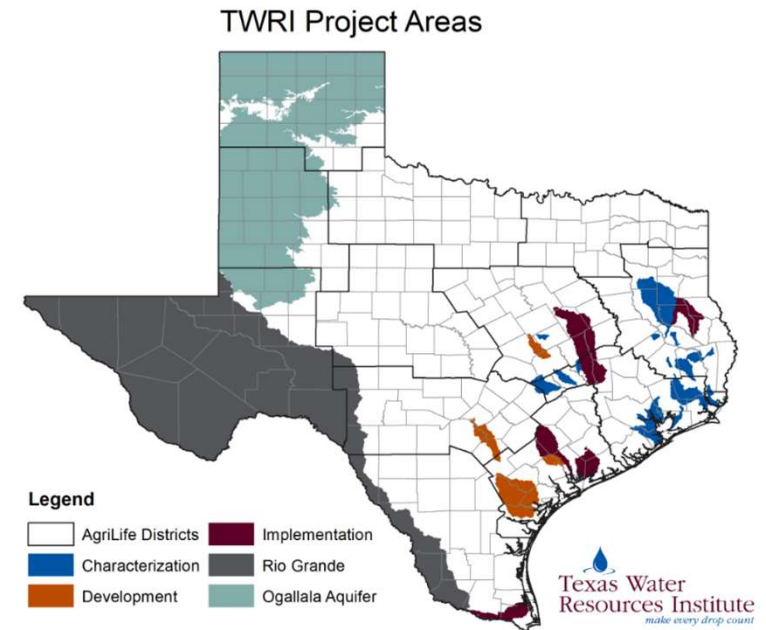 TWRI Project Areas
Legend
AgriLife Districts
Implementation
Characterization
Rio Grande
Development
Ogallala Aquifer
Texas Water
Resources Institute
make every drop count